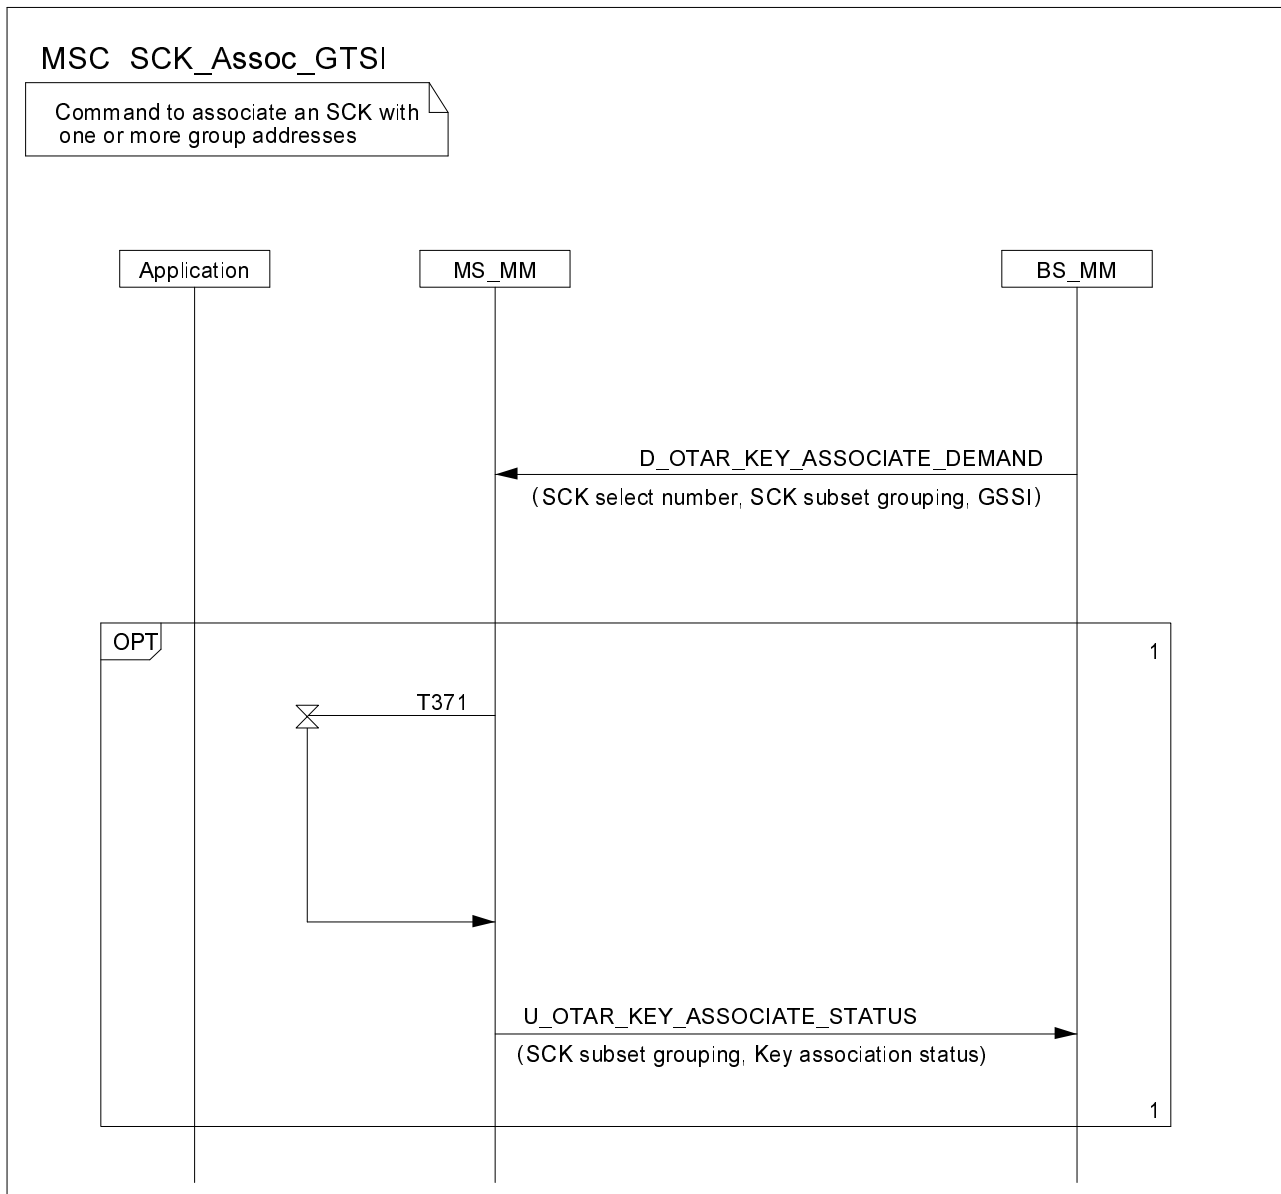 MSC SCK_Assoc_GTSI
Command to associate an SCK with
one or more group addresses
Application
MS_MM
BS_MM
D_OTAR_KEY_ASSOCIATE_DEMAND
(SCK select number, SCK subset grouping, GSSI)
OPT
1
T371
U_OTAR_KEY_ASSOCIATE_STATUS
(SCK subset grouping, Key association status)
1